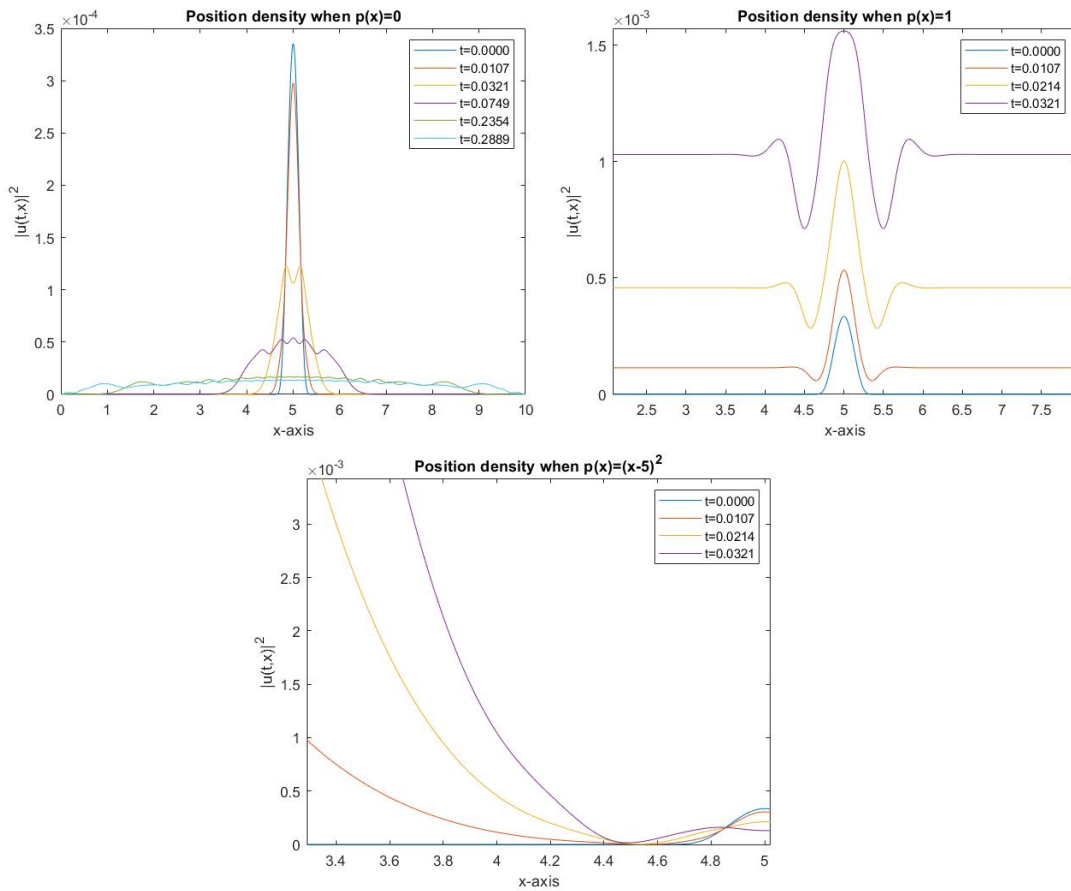 Position density when p(x)=0
×10^-4
3.5
3
2.5
2
1.5
1
0.5
0
|u(t,x)|^2
0 1 2 3 4 5 6 7 8 9 10
x-axis
t=0.0000
t=0.0107
t=0.0321
t=0.0749
t=0.2354
t=0.2889
Position density when p(x)=1
×10^-3
1.5
1
0.5
0
|u(t,x)|^2
2.5 3 3.5 4 4.5 5 5.5 6 6.5 7 7.5
x-axis
t=0.0000
t=0.0107
t=0.0214
t=0.0321
Position density when p(x)=(x-5)^2
×10^-3
3
2.5
2
1.5
1
0.5
0
|u(t,x)|^2
3.4 3.6 3.8 4 4.2 4.4 4.6 4.8 5
x-axis
t=0.0000
t=0.0107
t=0.0214
t=0.0321